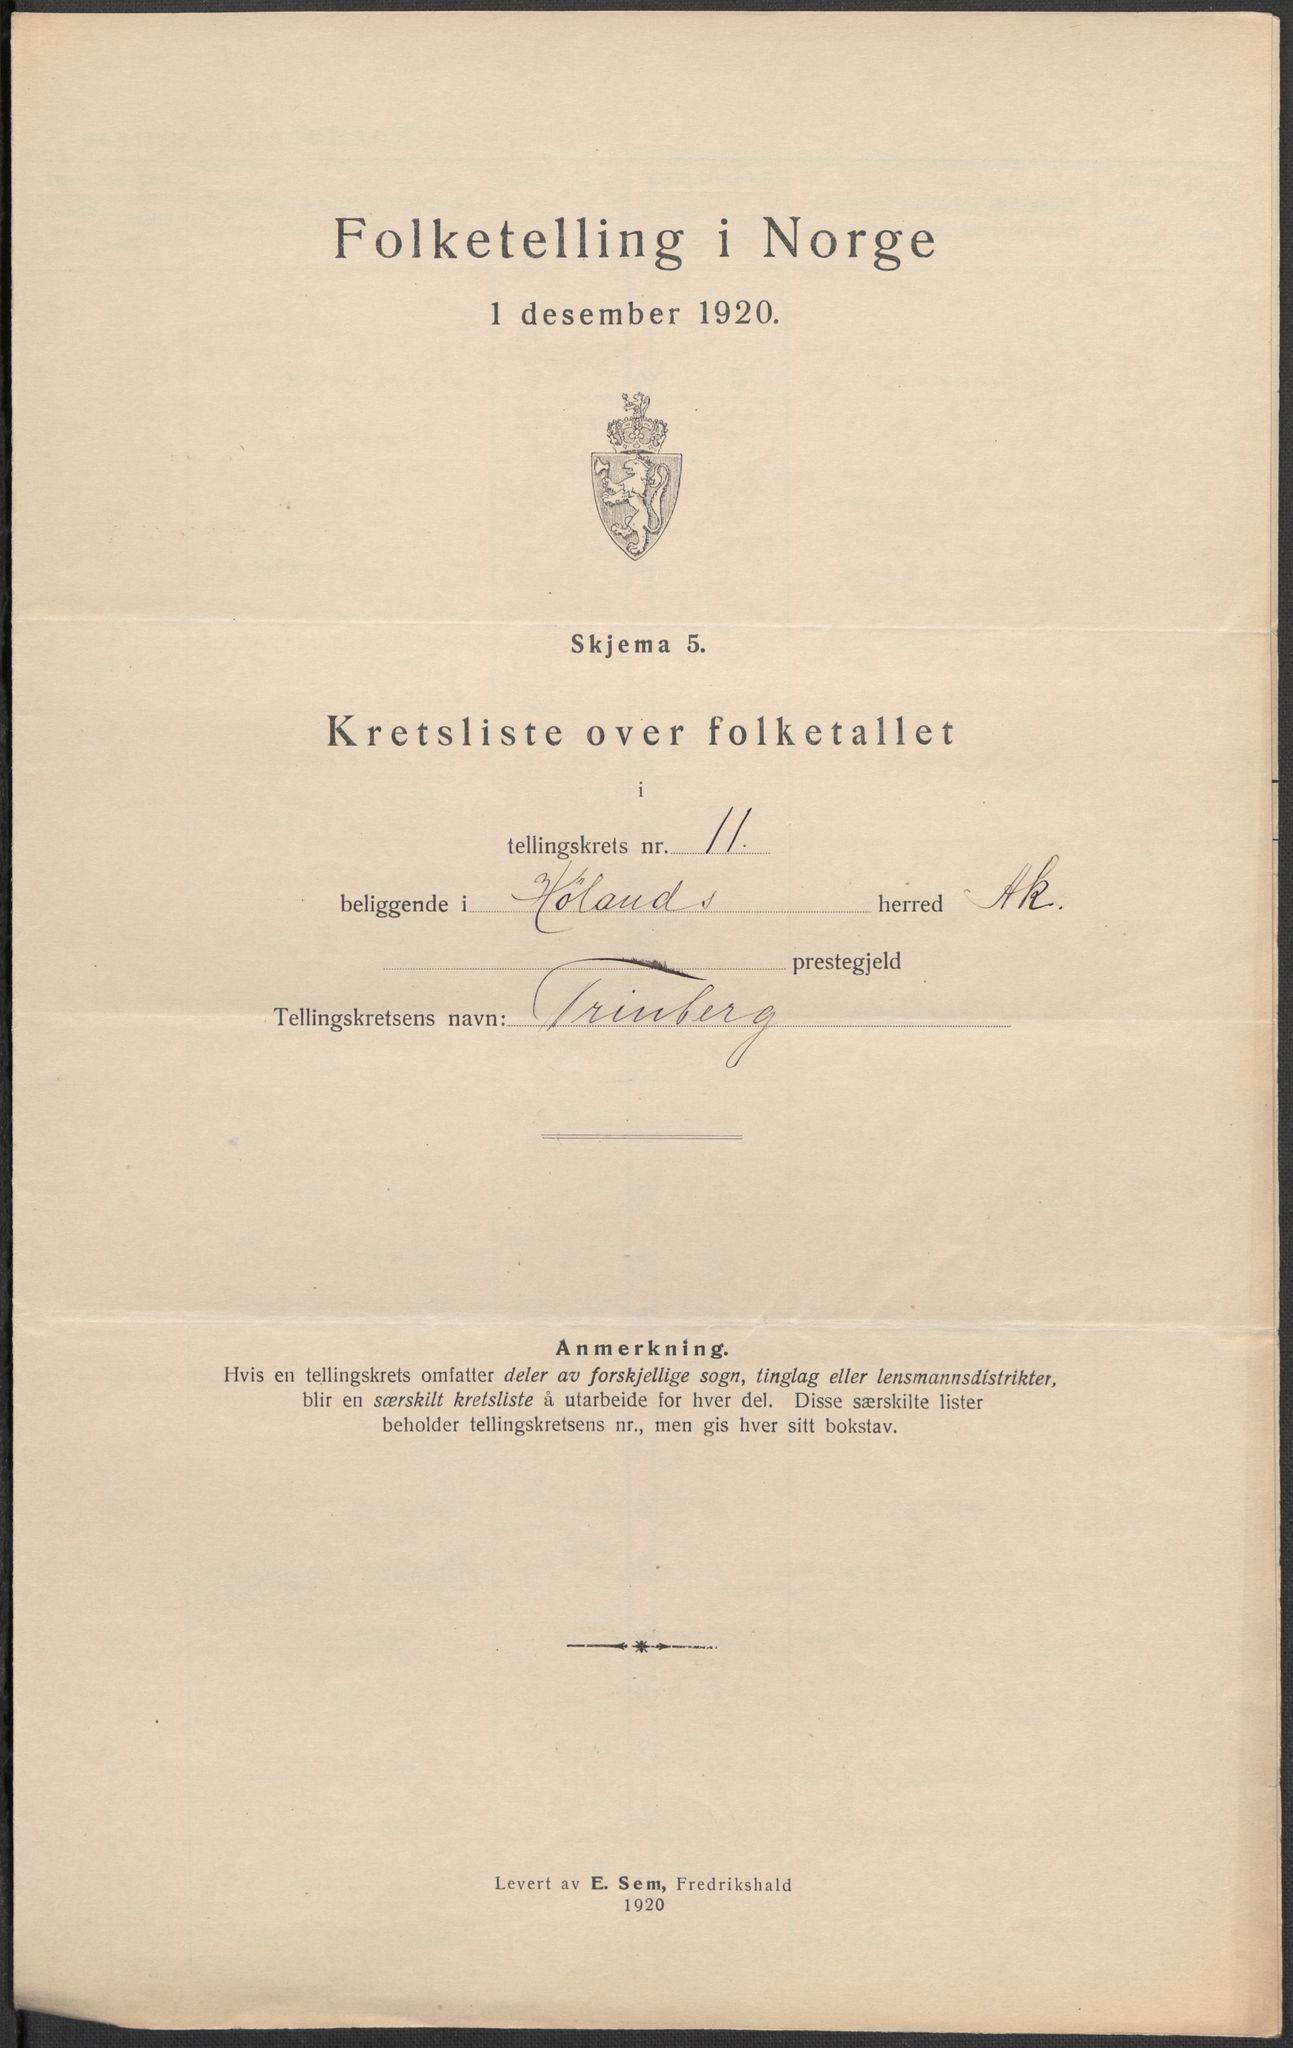 Folketelling i Norge
1 desember 1920.
Skjema 5.
Kretsliste over folketallet
i
tellingskrets nr. 11.
beliggende i Hølands herred Ak.
prestegjeld
Tellingskretsens navn: Trinberg
Anmerkning.
Hvis en tellingskrets omfatter deler av forskjellige sogn, tinglag eller lensmannsdistrikter,
blir en særskilt kretsliste å utarbeide for hver del. Disse særskilte lister
beholder tellingskretsens nr., men gis hver sitt bokstav.
Levert av E. Sem, Fredrikshald
1920